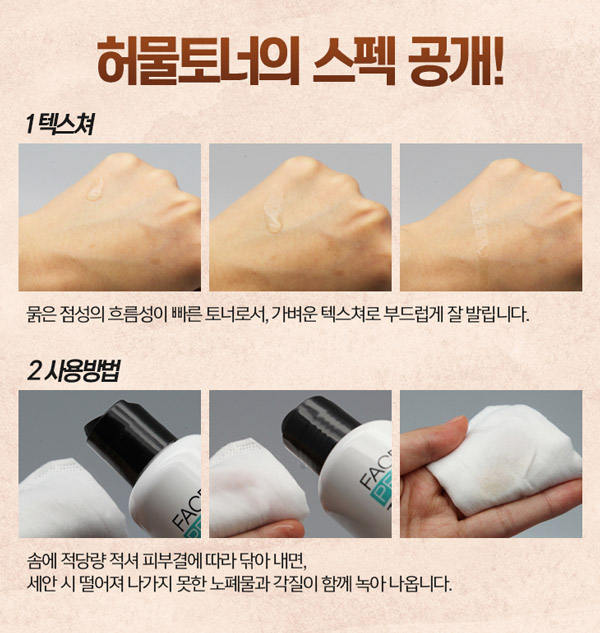 허물토너의 스펙 공개!
1 텍스쳐
묽은 점성의 흐름성이 빠른 토너로서, 가벼운 텍스쳐로 부드럽게 잘 발립니다.
2 사용방법
FACE
FACE
솜에 적당량 적셔 피부결에 따라 닦아 내면,
세안 시 떨어져 나가지 못한 노폐물과 각질이 함께 녹아 나옵니다.